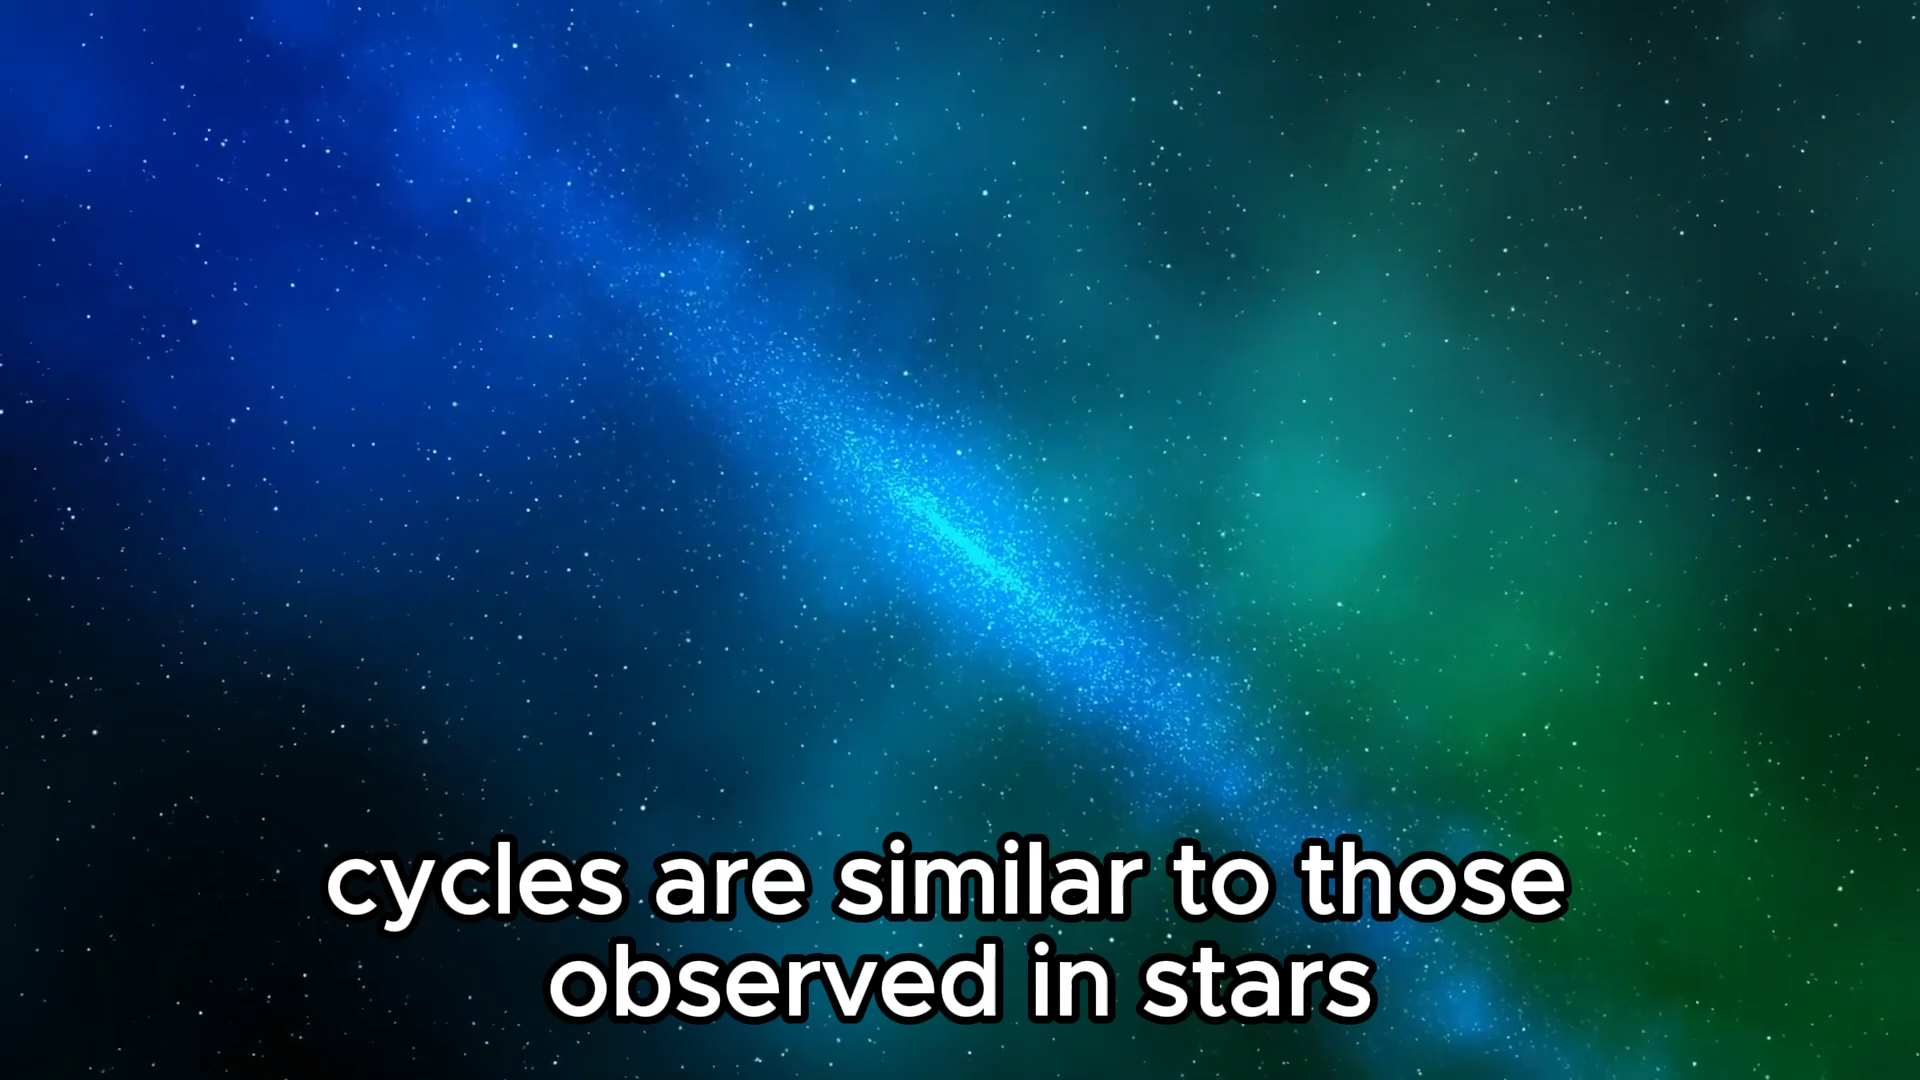 cycles are similar to those
observed in stars